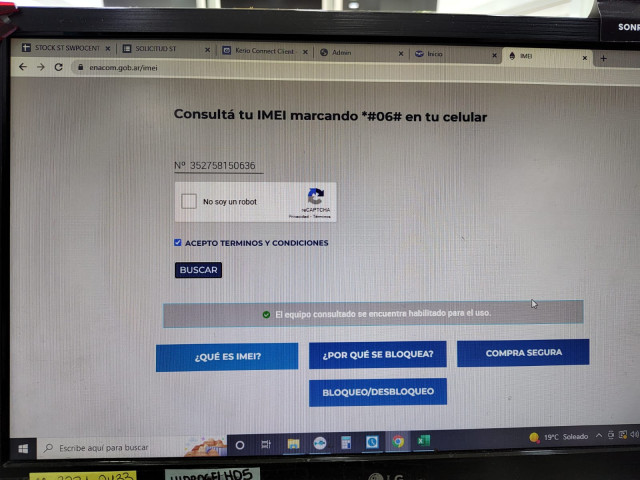 SONY
STOCK ST SWPOCENT
SOLICITUD ST
Kerio Connect Client
Admin
Inicio
IMEI
enacom.gob.ar/imei
Consultá tu IMEI marcando *#06# en tu celular
Nº 352758150636
No soy un robot
reCAPTCHA
Privacidad - Términos
ACEPTO TERMINOS Y CONDICIONES
BUSCAR
El equipo consultado se encuentra habilitado para el uso.
¿QUÉ ES IMEI?
¿POR QUÉ SE BLOQUEA?
COMPRA SEGURA
BLOQUEO/DESBLOQUEO
Escribe aquí para buscar
19°C Soleado
HIDROGEL HD5
LG